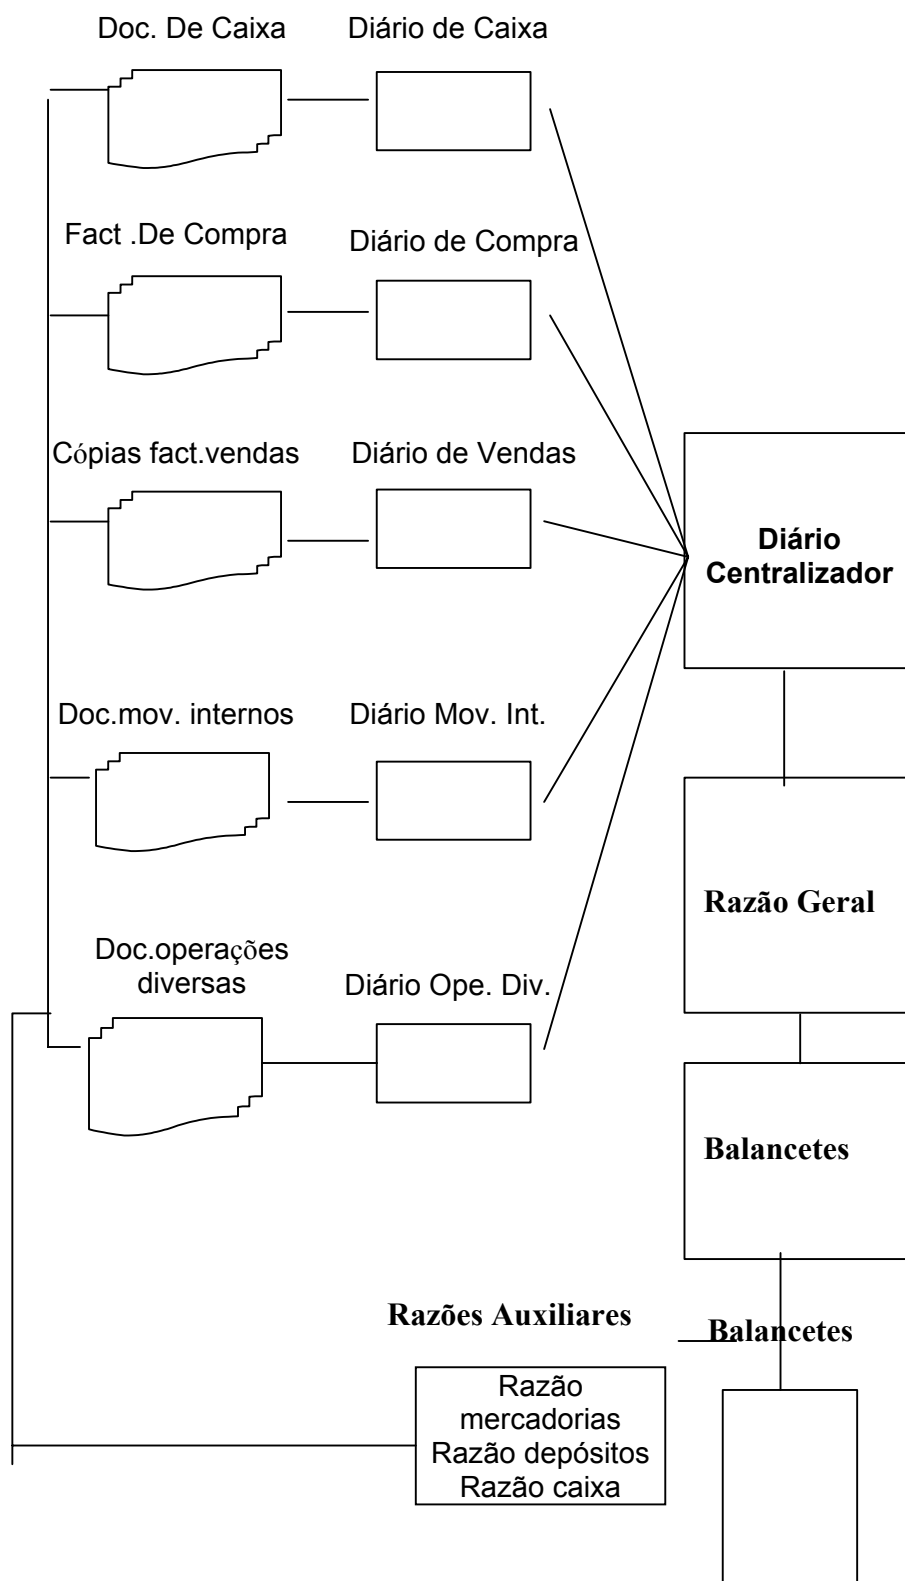 Doc. De Caixa
Diário de Caixa
Fact .De Compra
Diário de Compra
Cópias fact.vendas
Diário de Vendas
Diário
Centralizador
Doc.mov. internos
Diário Mov. Int.
Razão Geral
Doc.operações
diversas
Diário Ope. Div.
Balancetes
Razões Auxiliares
Balancetes
Razão
mercadorias
Razão depósitos
Razão caixa